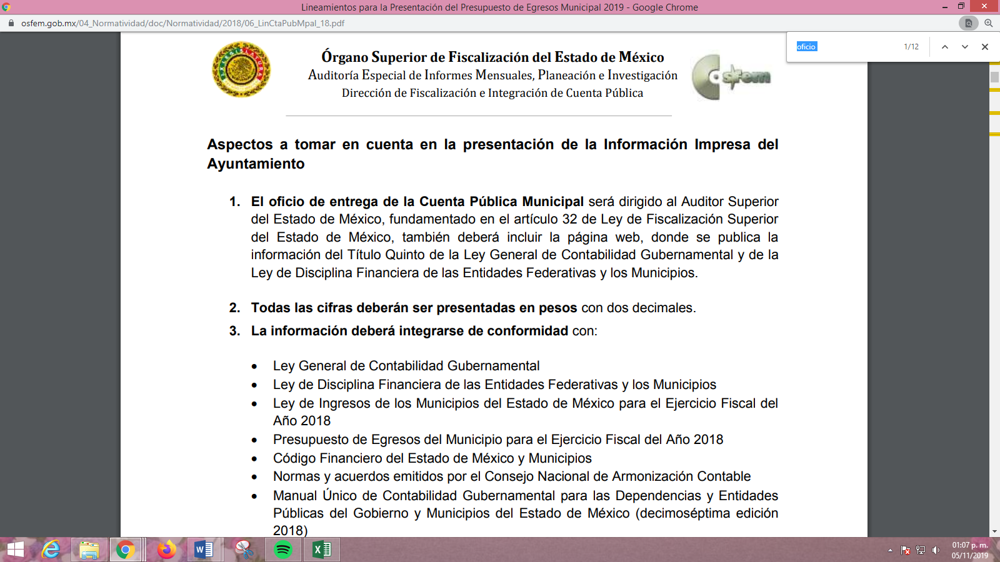 Lineamientos para la Presentación del Presupuesto de Egresos Municipal 2019 - Google Chrome
osfem.gob.mx/04_Normatividad/doc/Normatividad/2018/06_LinCtaPubMpal_18.pdf
oficio 1/12
Órgano Superior de Fiscalización del Estado de México
Auditoría Especial de Informes Mensuales, Planeación e Investigación
Dirección de Fiscalización e Integración de Cuenta Pública
osfem
Aspectos a tomar en cuenta en la presentación de la Información Impresa del
Ayuntamiento
1. El oficio de entrega de la Cuenta Pública Municipal será dirigido al Auditor Superior
del Estado de México, fundamentado en el artículo 32 de Ley de Fiscalización Superior
del Estado de México, también deberá incluir la página web, donde se publica la
información del Título Quinto de la Ley General de Contabilidad Gubernamental y de la
Ley de Disciplina Financiera de las Entidades Federativas y los Municipios.
2. Todas las cifras deberán ser presentadas en pesos con dos decimales.
3. La información deberá integrarse de conformidad con:
• Ley General de Contabilidad Gubernamental
• Ley de Disciplina Financiera de las Entidades Federativas y los Municipios
• Ley de Ingresos de los Municipios del Estado de México para el Ejercicio Fiscal del
Año 2018
• Presupuesto de Egresos del Municipio para el Ejercicio Fiscal del Año 2018
• Código Financiero del Estado de México y Municipios
• Normas y acuerdos emitidos por el Consejo Nacional de Armonización Contable
• Manual Único de Contabilidad Gubernamental para las Dependencias y Entidades
Públicas del Gobierno y Municipios del Estado de México (decimoséptima edición
2018)
01:07 p. m.
05/11/2019